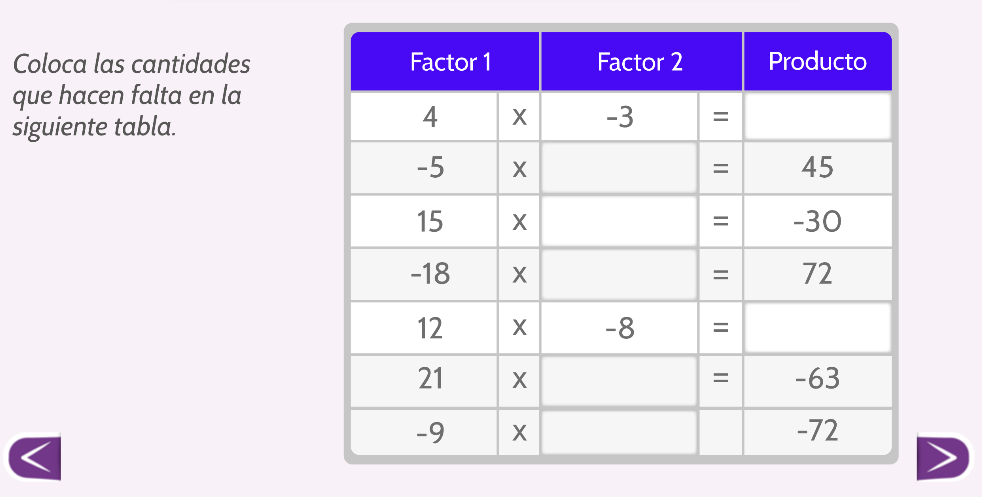 Coloca las cantidades
que hacen falta en la
siguiente tabla.
Factor 1 Factor 2 Producto
4 x -3 =
-5 x = 45
15 x = -30
-18 x = 72
12 x -8 =
21 x = -63
-9 x -72